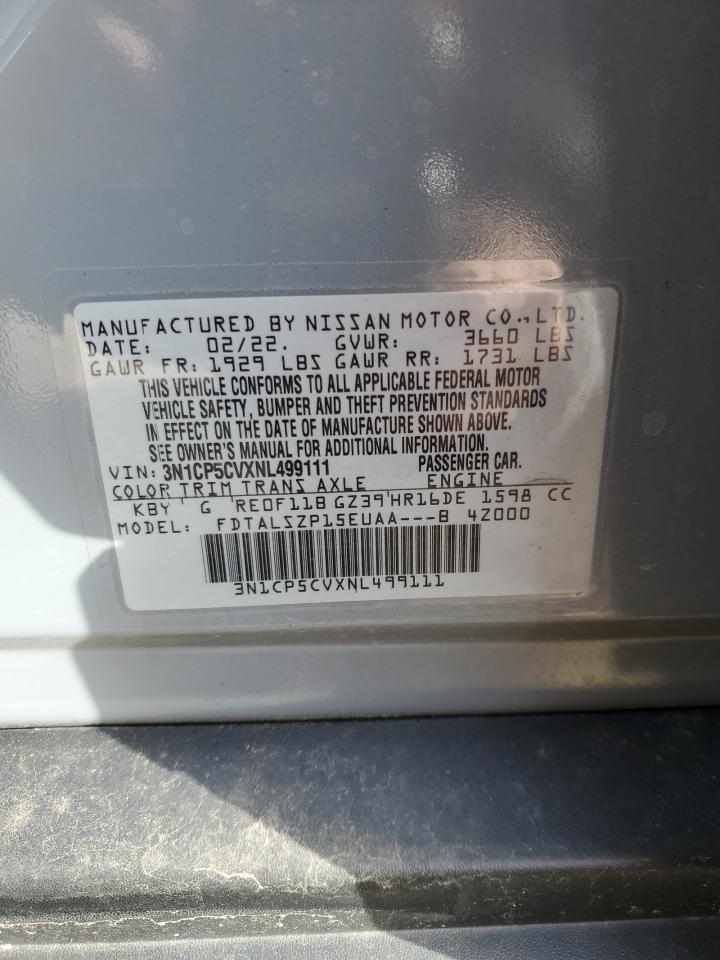 MANUFACTURED BY NISSAN MOTOR CO., LTD.
DATE: 02/22. GVWR: 3660 LBS
GAWR FR: 1929 LBS GAWR RR: 1731 LBS
THIS VEHICLE CONFORMS TO ALL APPLICABLE FEDERAL MOTOR
VEHICLE SAFETY, BUMPER AND THEFT PREVENTION STANDARDS
IN EFFECT ON THE DATE OF MANUFACTURE SHOWN ABOVE.
SEE OWNER'S MANUAL FOR ADDITIONAL INFORMATION.
VIN: 3N1CP5CVXNL499111 PASSENGER CAR.
COLOR TRIM TRANS AXLE ENGINE
KBY G RE0F11B GZ39 HR16DE 1598 CC
MODEL: FDTALSZP15EUAA---B 4Z000
3N1CP5CVXNL499111